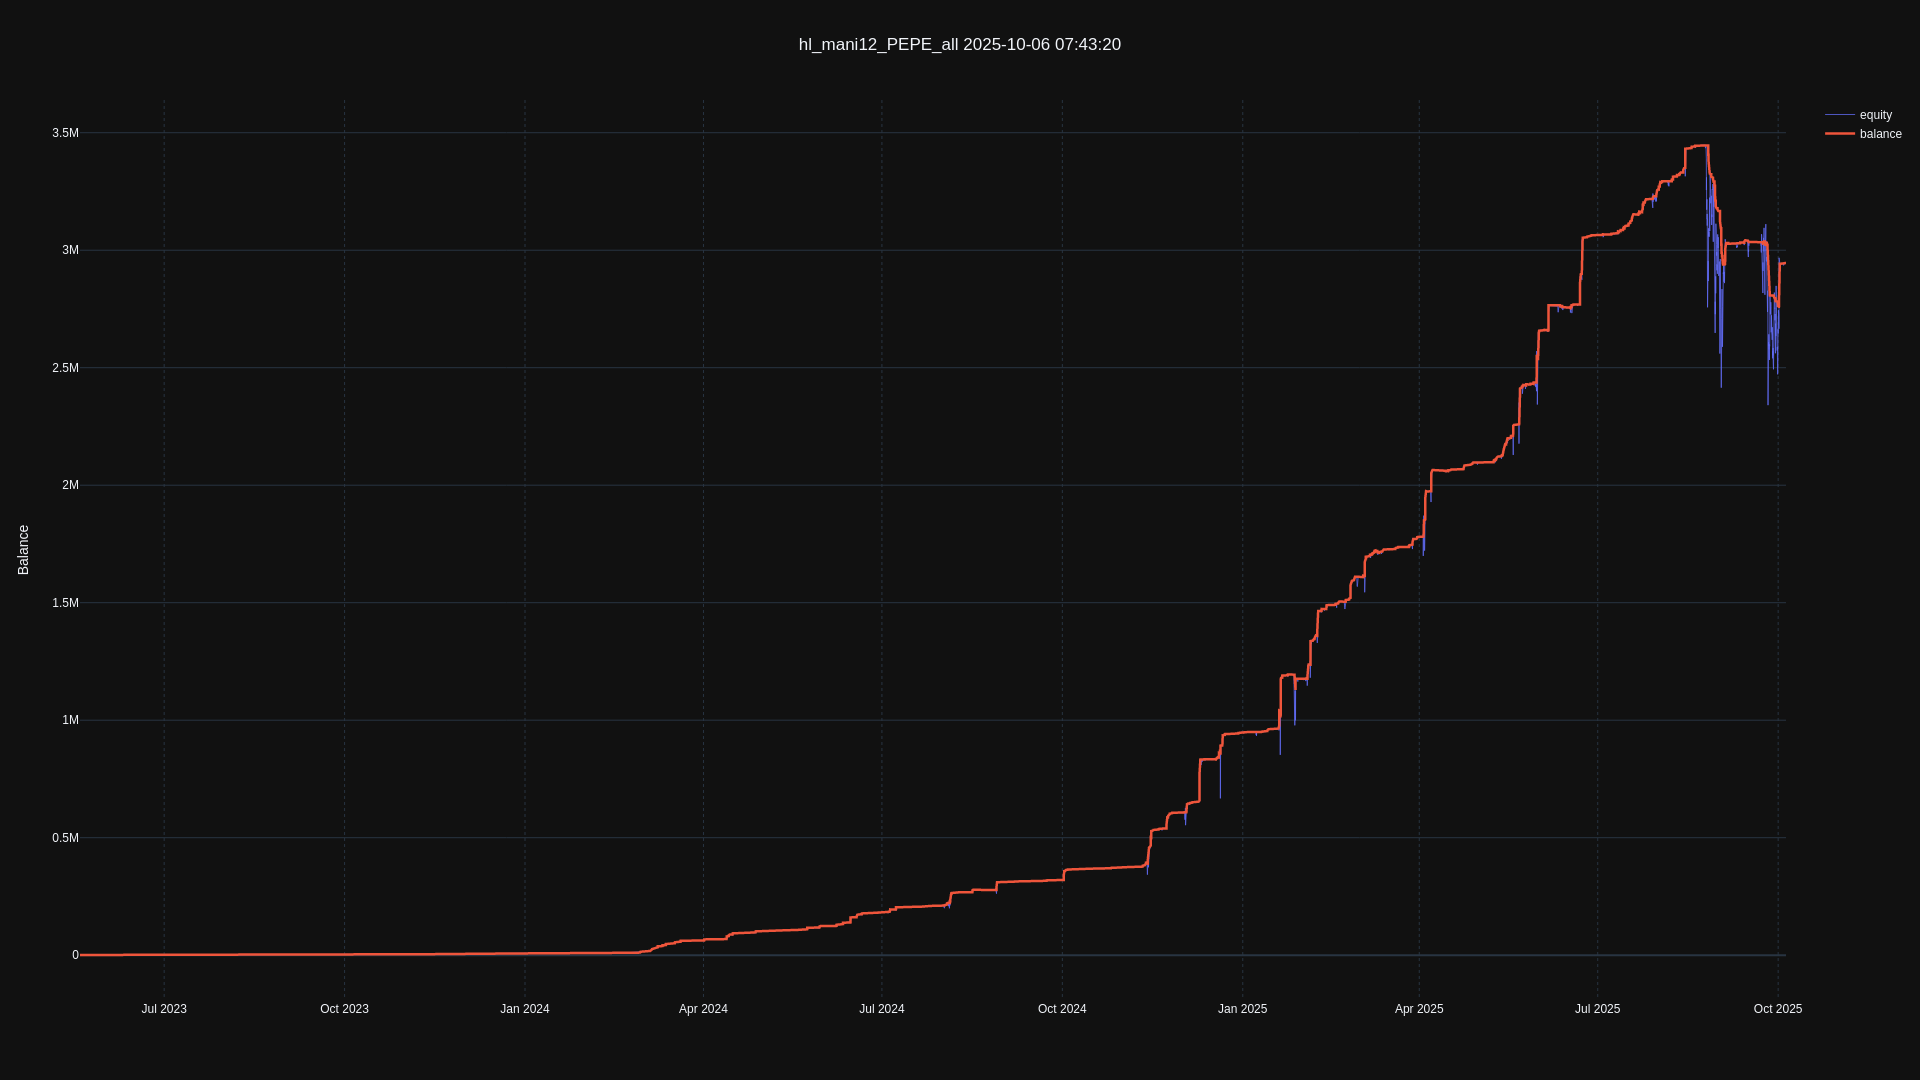 hl_mani12_PEPE_all 2025-10-06 07:43:20
equity
balance
3.5M
3M
2.5M
2M
1.5M
1M
0.5M
0
Balance
Jul 2023
Oct 2023
Jan 2024
Apr 2024
Jul 2024
Oct 2024
Jan 2025
Apr 2025
Jul 2025
Oct 2025